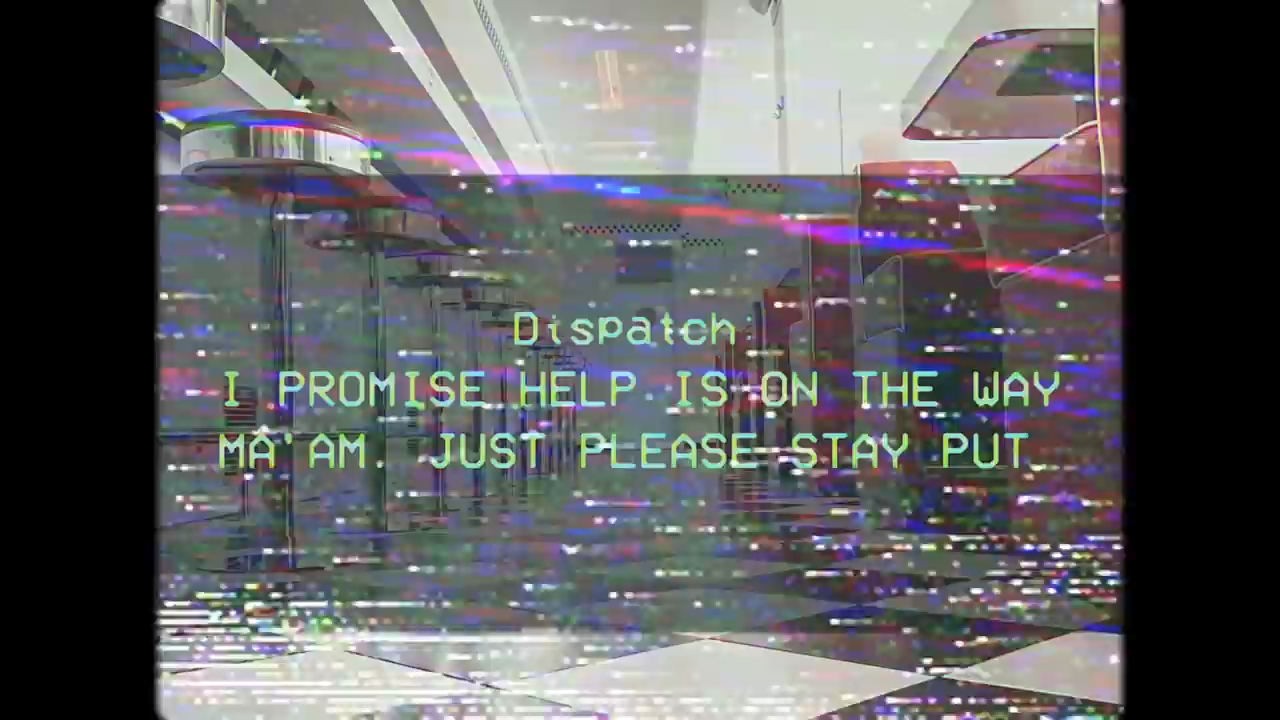 Dispatch:
I PROMISE HELP IS ON THE WAY
MA'AM. JUST PLEASE STAY PUT